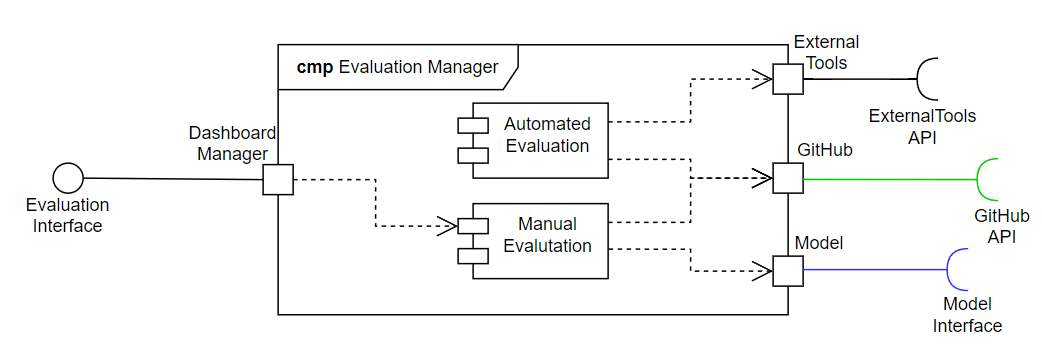 External
Tools
cmp Evaluation Manager
ExternalTools
API
Dashboard
Manager
Automated
Evaluation
GitHub
Evaluation
Interface
Manual
Evalutation
GitHub
API
Model
Model
Interface